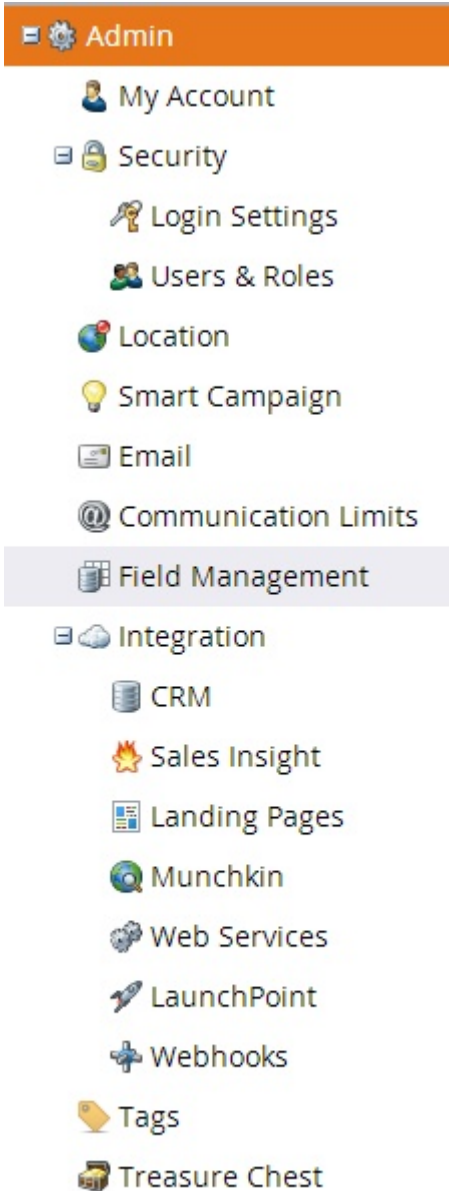 Admin
My Account
Security
Login Settings
Users & Roles
Location
Smart Campaign
Email
Communication Limits
Field Management
Integration
CRM
Sales Insight
Landing Pages
Munchkin
Web Services
LaunchPoint
Webhooks
Tags
Treasure Chest